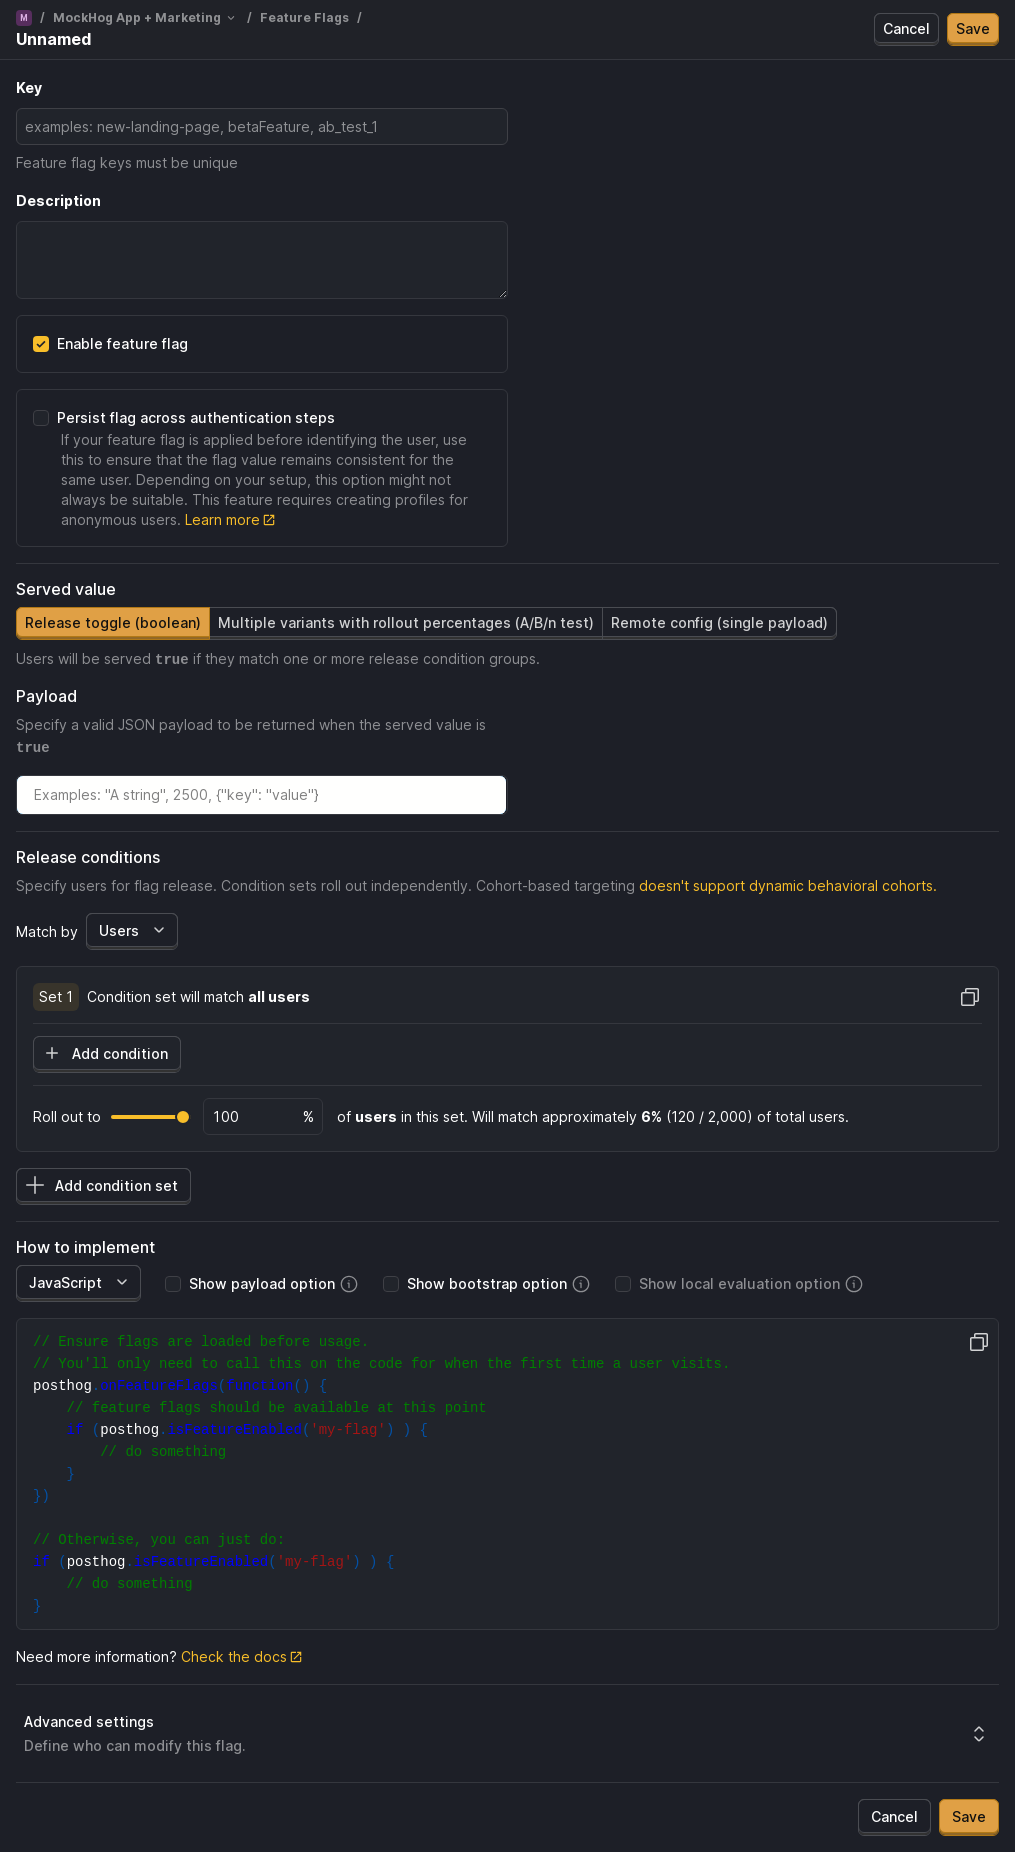 M / MockHog App + Marketing / Feature Flags /
Unnamed
Cancel
Save
Key
examples: new-landing-page, betaFeature, ab_test_1
Feature flag keys must be unique
Description
Enable feature flag
Persist flag across authentication steps
If your feature flag is applied before identifying the user, use
this to ensure that the flag value remains consistent for the
same user. Depending on your setup, this option might not
always be suitable. This feature requires creating profiles for
anonymous users. Learn more
Served value
Release toggle (boolean)
Multiple variants with rollout percentages (A/B/n test)
Remote config (single payload)
Users will be served true if they match one or more release condition groups.
Payload
Specify a valid JSON payload to be returned when the served value is
true
Examples: "A string", 2500, {"key": "value"}
Release conditions
Specify users for flag release. Condition sets roll out independently. Cohort-based targeting doesn't support dynamic behavioral cohorts.
Match by Users
Set 1 Condition set will match all users
Add condition
Roll out to 100 % of users in this set. Will match approximately 6% (120 / 2,000) of total users.
Add condition set
How to implement
JavaScript
Show payload option
Show bootstrap option
Show local evaluation option
// Ensure flags are loaded before usage.
// You'll only need to call this on the code for when the first time a user visits.
posthog.onFeatureFlags(function() {
    // feature flags should be available at this point
    if (posthog.isFeatureEnabled('my-flag') ) {
        // do something
    }
})
// Otherwise, you can just do:
if (posthog.isFeatureEnabled('my-flag') ) {
    // do something
}
Need more information? Check the docs
Advanced settings
Define who can modify this flag.
Cancel
Save